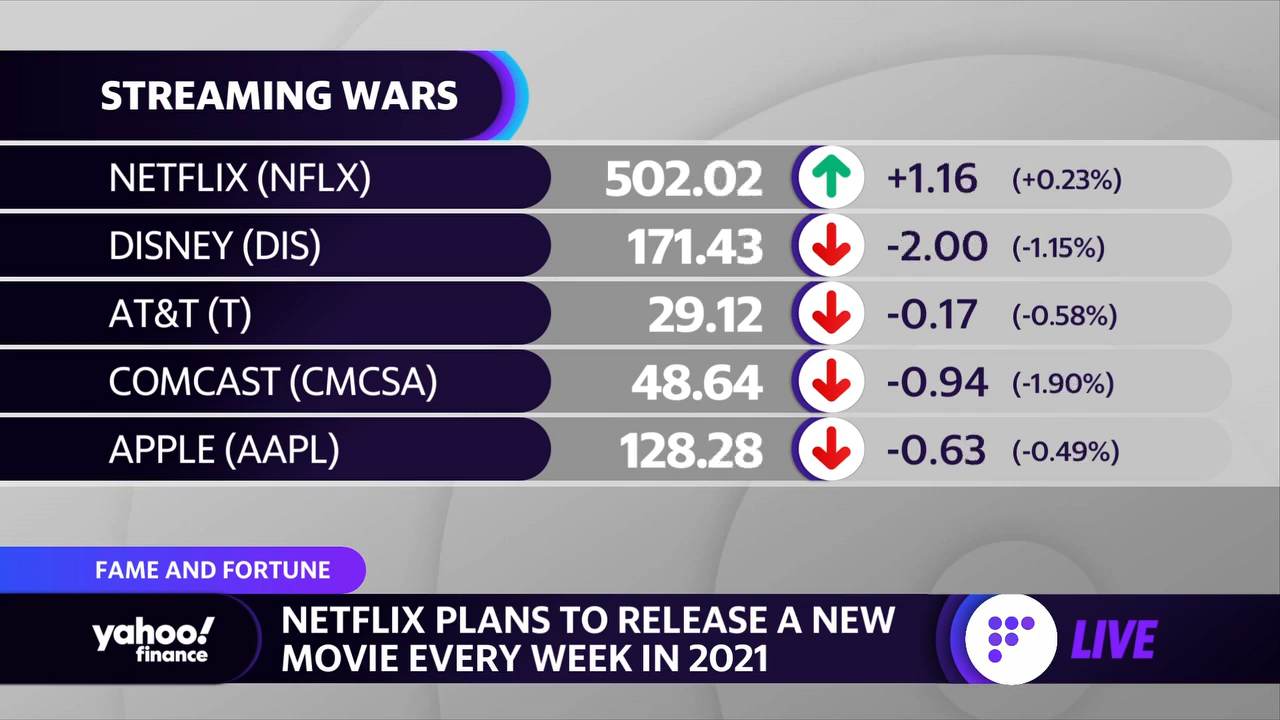 STREAMING WARS
NETFLIX (NFLX) 502.02 +1.16 (+0.23%)
DISNEY (DIS) 171.43 -2.00 (-1.15%)
AT&T (T) 29.12 -0.17 (-0.58%)
COMCAST (CMCSA) 48.64 -0.94 (-1.90%)
APPLE (AAPL) 128.28 -0.63 (-0.49%)
FAME AND FORTUNE
yahoo!
finance
NETFLIX PLANS TO RELEASE A NEW
MOVIE EVERY WEEK IN 2021
LIVE